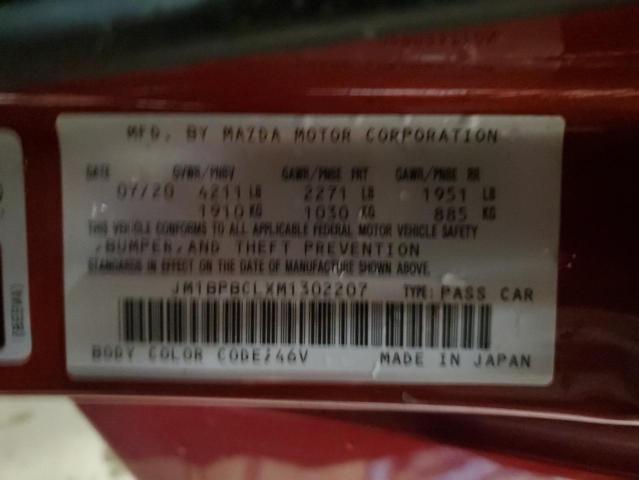 MFD. BY MAZDA MOTOR CORPORATION
DATE GVWR/PNBV GAWR/PNBE FRT GAWR/PNBE RR
07/20 4211 LB 2271 LB 1951 LB
1910 KG 1030 KG 885 KG
THIS VEHICLE CONFORMS TO ALL APPLICABLE FEDERAL MOTOR VEHICLE SAFETY
,BUMPER,AND THEFT PREVENTION
STANDARDS IN EFFECT ON THE DATE OF MANUFACTURE SHOWN ABOVE.
JM1BPBCLXM1302207 TYPE: PASS CAR
BODY COLOR CODE:46V MADE IN JAPAN